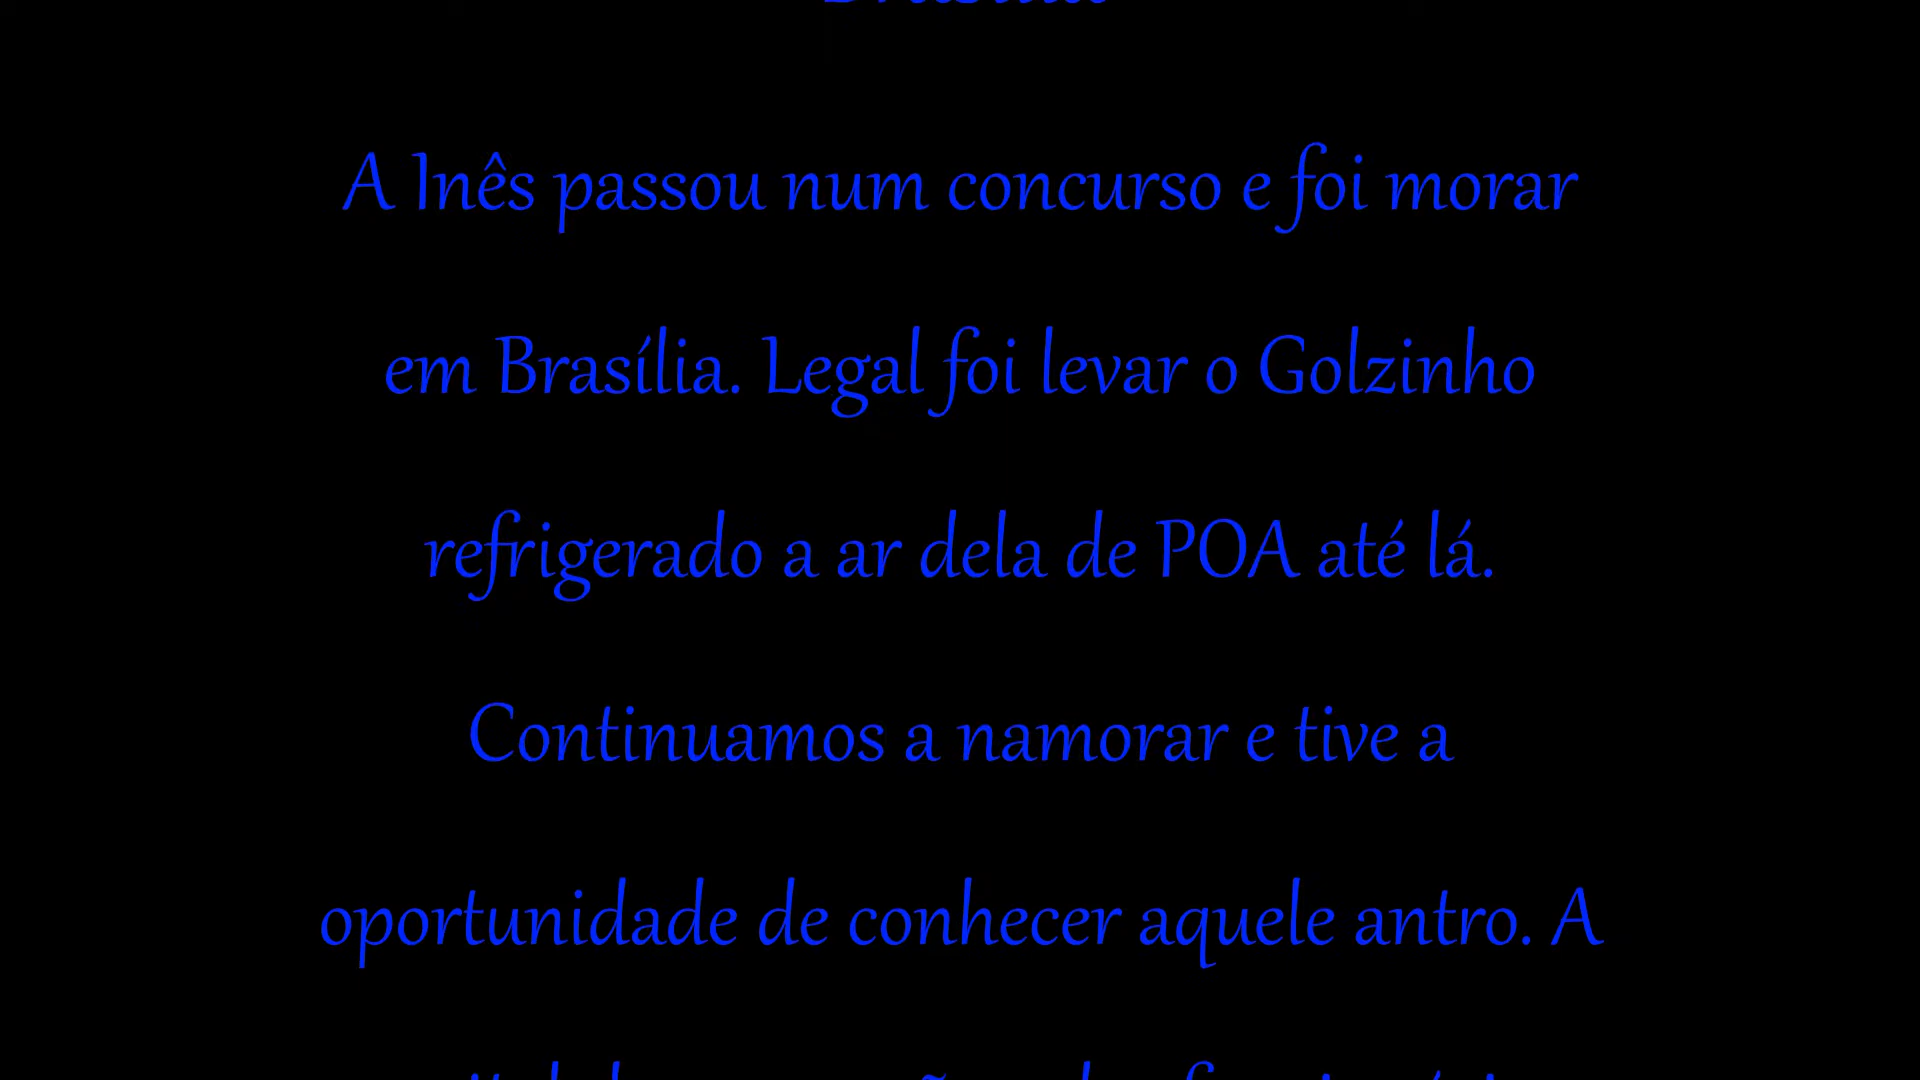 A Inês passou num concurso e foi morar
em Brasília. Legal foi levar o Golzinho
refrigerado a ar dela de POA até lá.
Continuamos a namorar e tive a
oportunidade de conhecer aquele antro. A